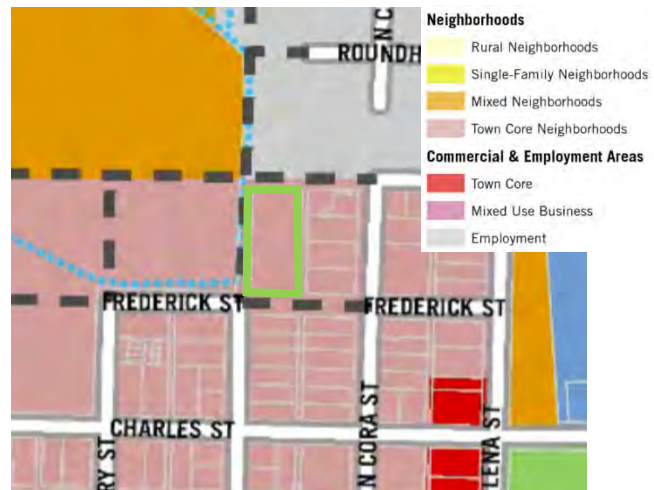 Neighborhoods
Rural Neighborhoods
Single-Family Neighborhoods
Mixed Neighborhoods
Town Core Neighborhoods
Commercial & Employment Areas
Town Core
Mixed Use Business
Employment
N C
ROUNDH
FREDERICK ST
FREDERICK ST
CHARLES ST
RY ST
N CORA ST
LENA ST